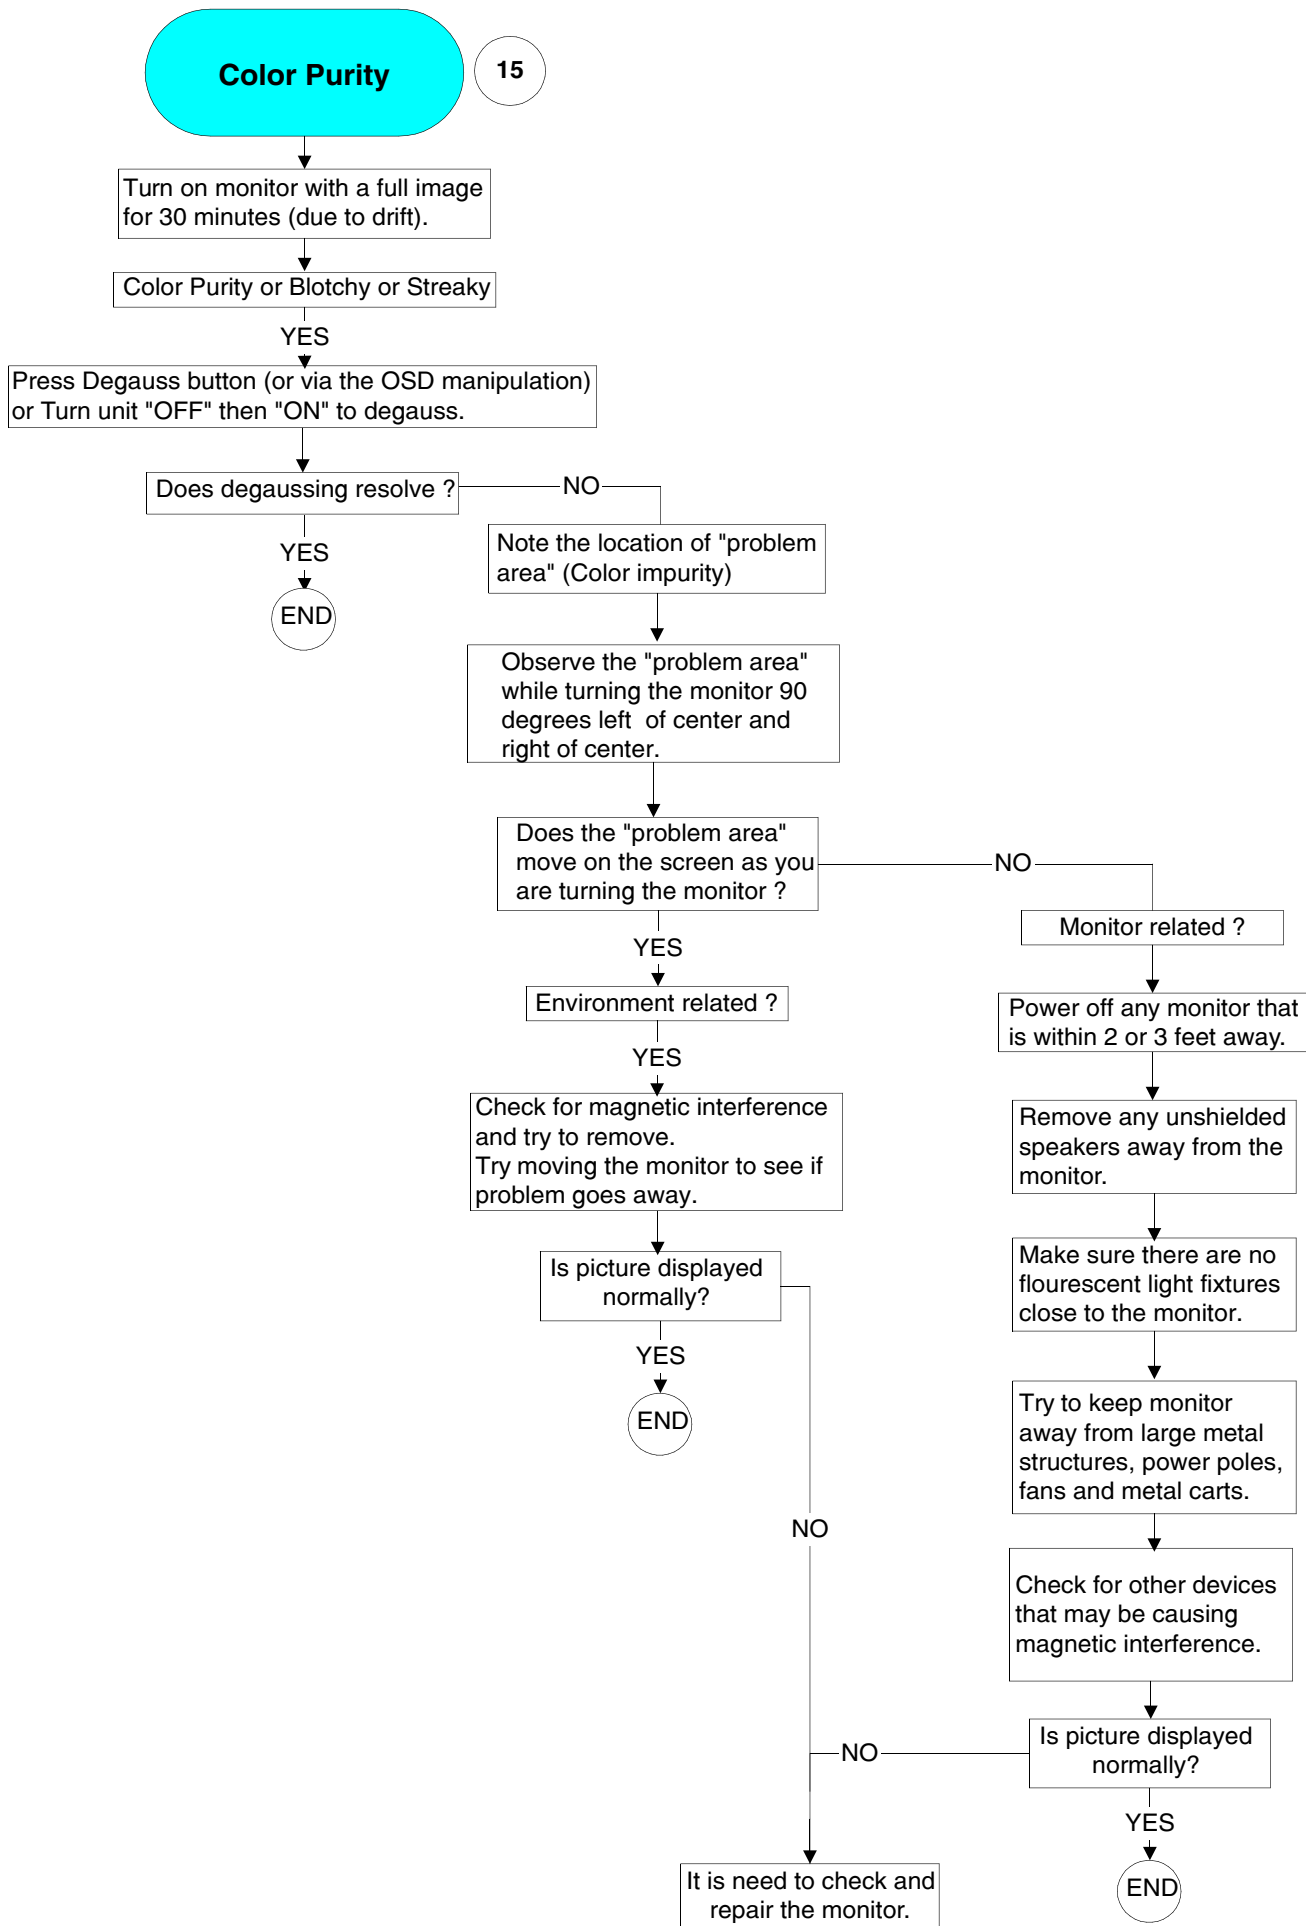 Color Purity
15
Turn on monitor with a full image
for 30 minutes (due to drift).
Color Purity or Blotchy or Streaky
YES
Press Degauss button (or via the OSD manipulation)
or Turn unit "OFF" then "ON" to degauss.
Does degaussing resolve ?
NO
YES
END
Note the location of "problem
area" (Color impurity)
Observe the "problem area"
while turning the monitor 90
degrees left of center and
right of center.
Does the "problem area"
move on the screen as you
are turning the monitor ?
NO
YES
Environment related ?
YES
Check for magnetic interference
and try to remove.
Try moving the monitor to see if
problem goes away.
Is picture displayed
normally?
YES
END
NO
Monitor related ?
Power off any monitor that
is within 2 or 3 feet away.
Remove any unshielded
speakers away from the
monitor.
Make sure there are no
flourescent light fixtures
close to the monitor.
Try to keep monitor
away from large metal
structures, power poles,
fans and metal carts.
Check for other devices
that may be causing
magnetic interference.
Is picture displayed
normally?
NO
YES
END
It is need to check and
repair the monitor.